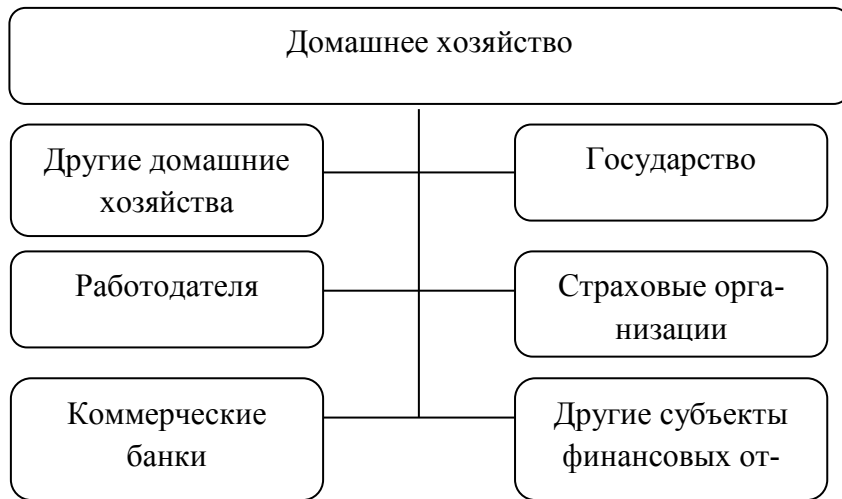 Домашнее хозяйство
Другие домашние
хозяйства
Государство
Работодателя
Страховые орга-
низации
Коммерческие
банки
Другие субъекты
финансовых от-